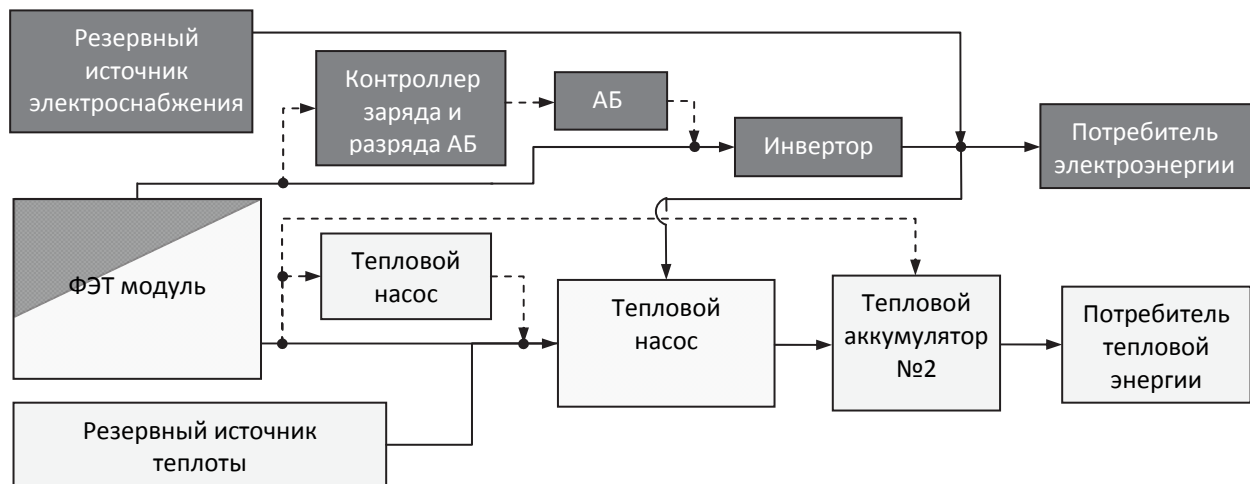 Резервный
источник
электроснабжения
Контроллер
заряда и
разряда АБ
АБ
Инвертор
Потребитель
электроэнергии
ФЭТ модуль
Тепловой
насос
Тепловой
насос
Тепловой
аккумулятор
№2
Потребитель
тепловой
энергии
Резервный источник
теплоты